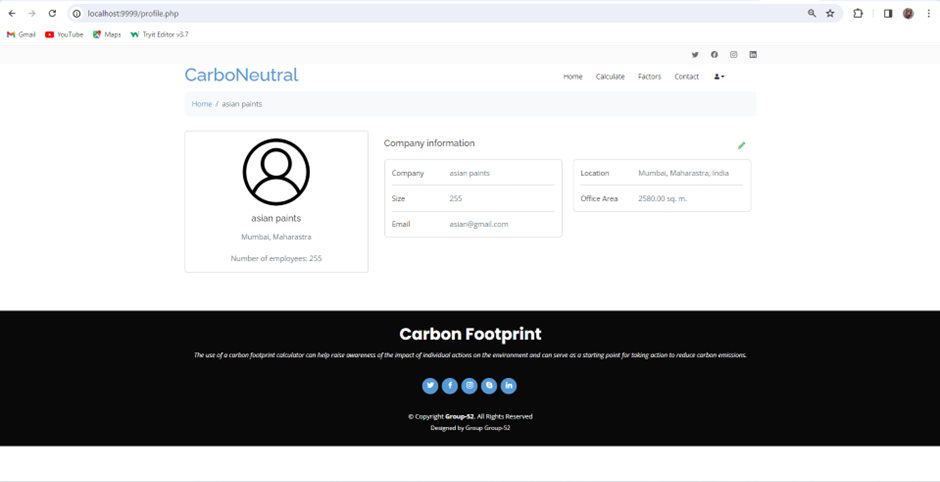 localhost:9999/profile.php
Gmail YouTube Maps Tryit Editor v3.7
CarboNeutral
Home Calculate Factors Contact
Home / asian paints
asian paints
Mumbai, Maharastra
Number of employees: 255
Company information
Company asian paints
Size 255
Email asian@gmail.com
Location Mumbai, Maharastra, India
Office Area 2580.00 sq. m.
Carbon Footprint
The use of a carbon footprint calculator can help raise awareness of the impact of individual actions on the environment and can serve as a starting point for taking action to reduce carbon emissions.
© Copyright Group-52. All Rights Reserved
Designed by Group Group-52